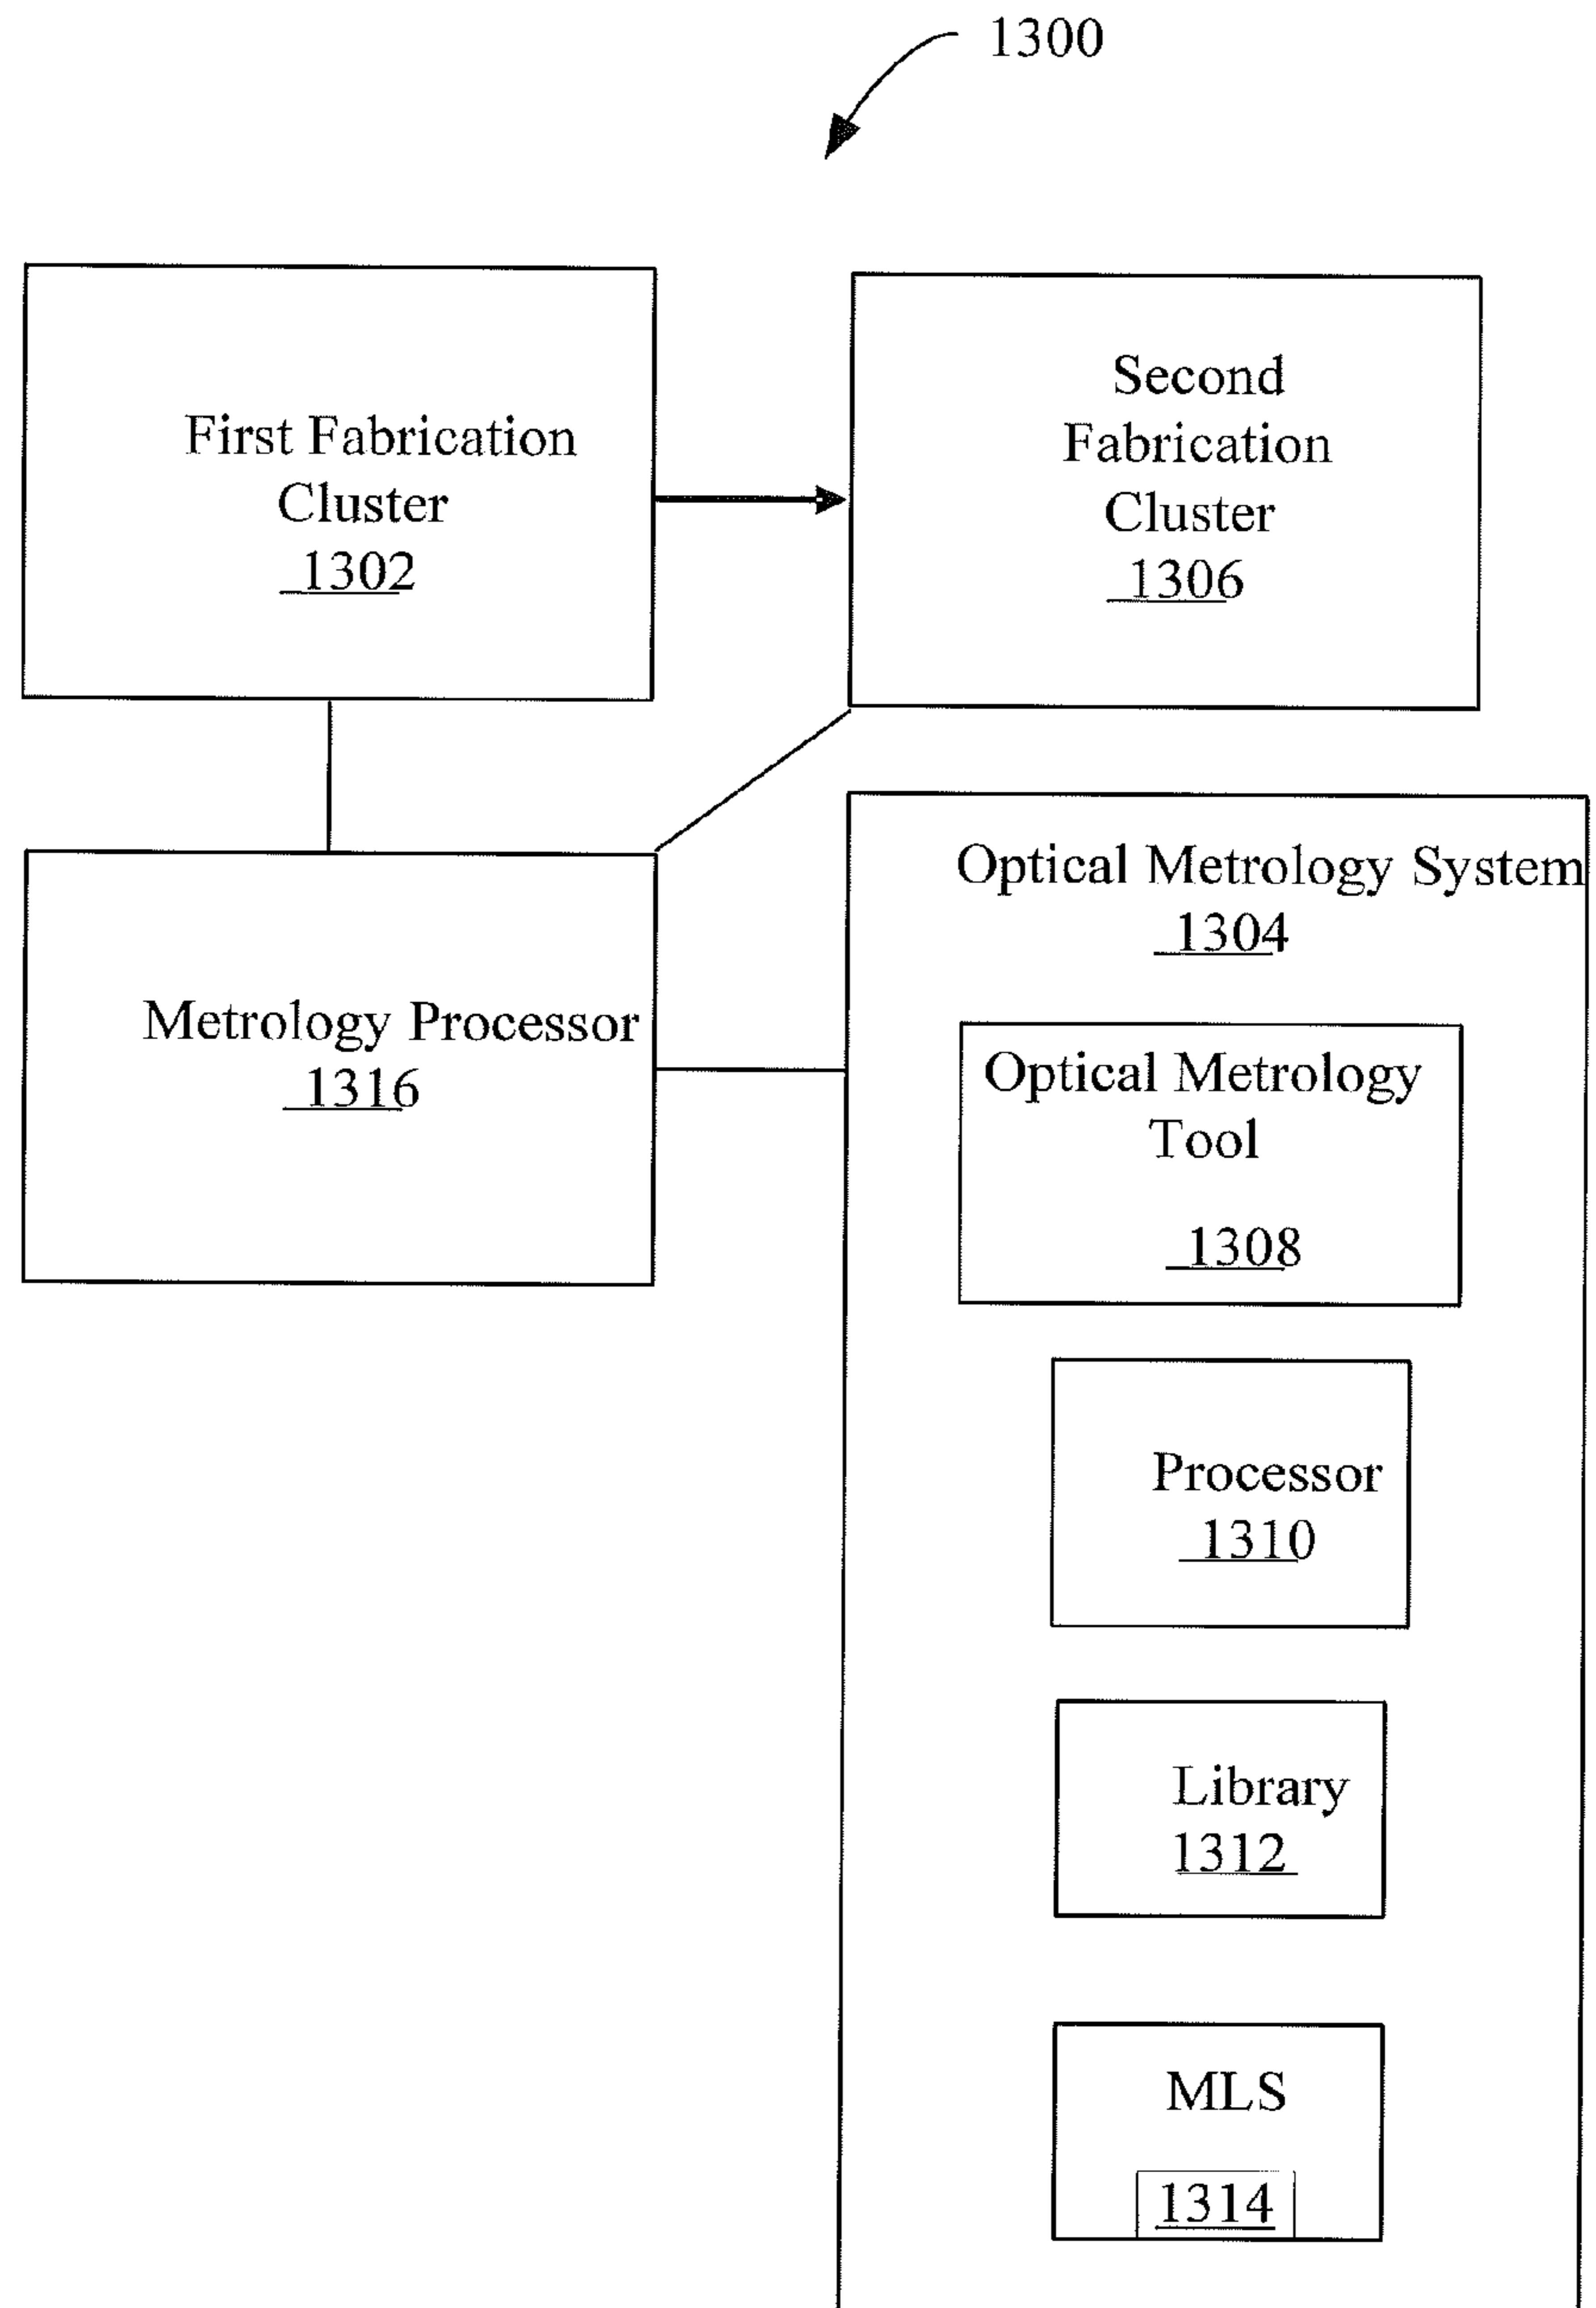 1300
First Fabrication
Cluster
1302
Second
Fabrication
Cluster
1306
Metrology Processor
1316
Optical Metrology System
1304
Optical Metrology
Tool
1308
Processor
1310
Library
1312
MLS
1314